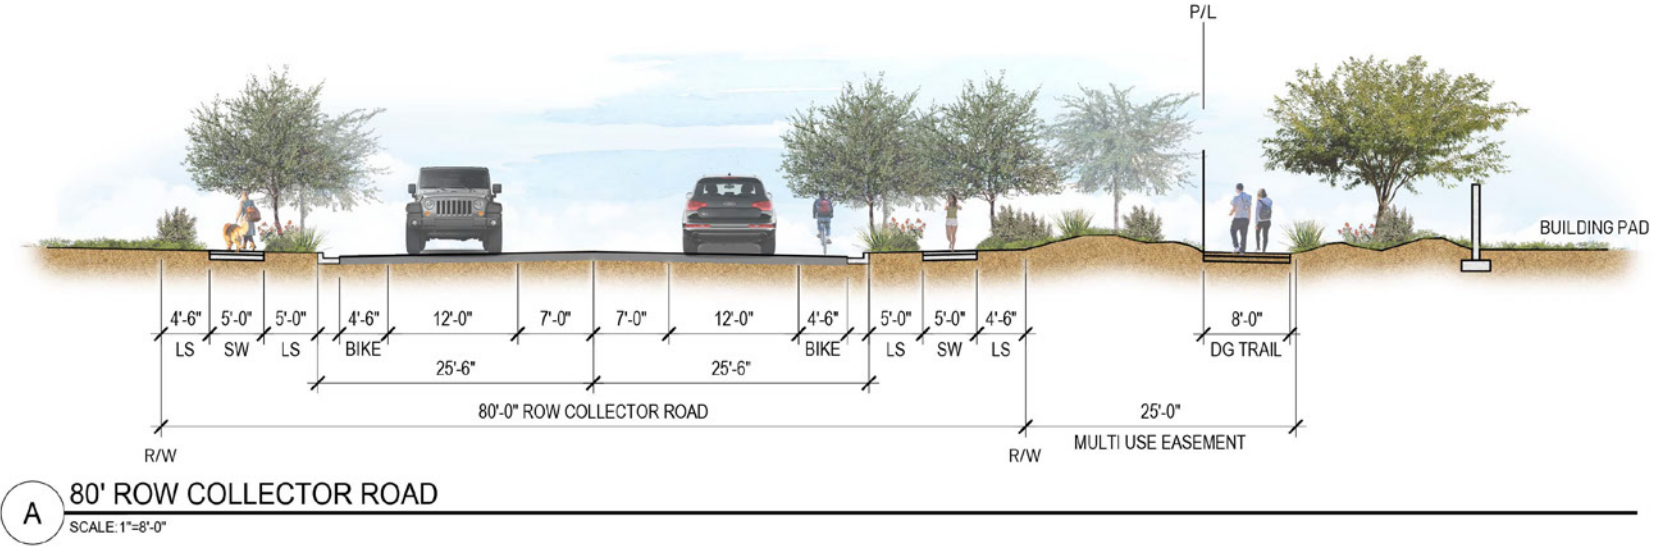 P/L
BUILDING PAD
4'-6" 5'-0" 5'-0" 4'-6" 12'-0" 7'-0" 7'-0" 12'-0" 4'-6" 5'-0" 5'-0" 4'-6" 8'-0"
LS SW LS BIKE BIKE LS SW LS DG TRAIL
25'-6" 25'-6"
80'-0" ROW COLLECTOR ROAD 25'-0"
MULTI USE EASEMENT
R/W R/W
A 80' ROW COLLECTOR ROAD
SCALE: 1"=8'-0"